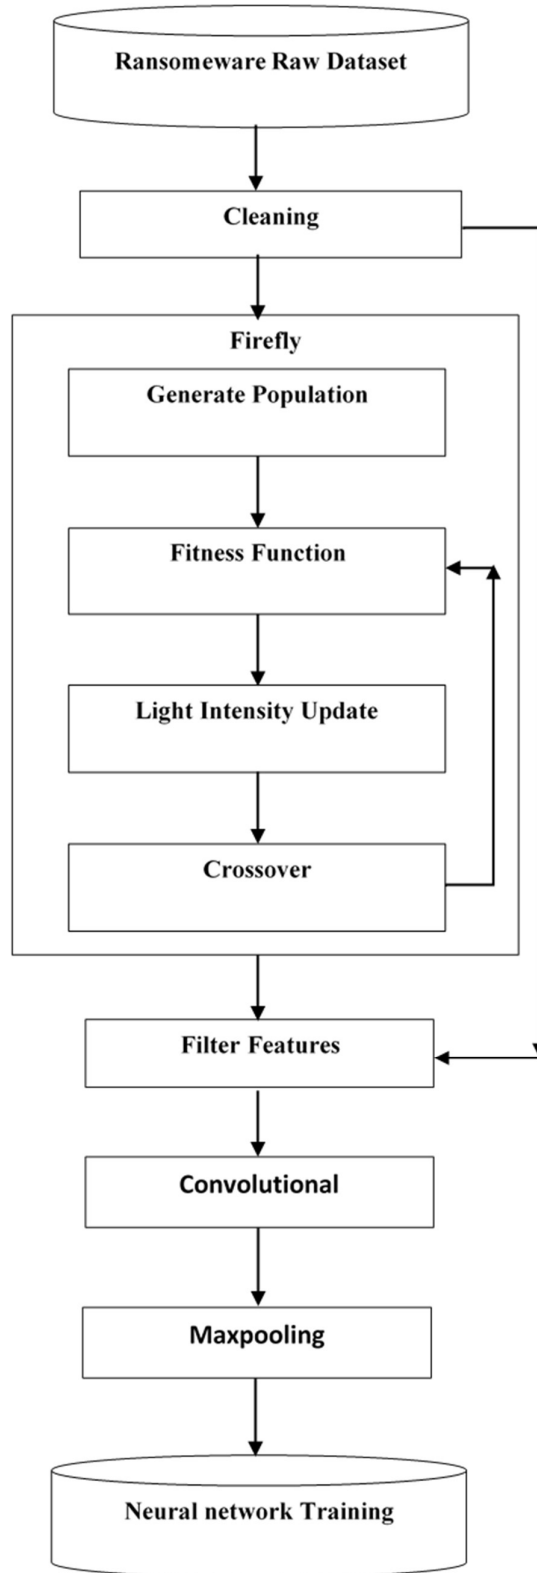 Ransomeware Raw Dataset
Cleaning
Firefly
Generate Population
Fitness Function
Light Intensity Update
Crossover
Filter Features
Convolutional
Maxpooling
Neural network Training